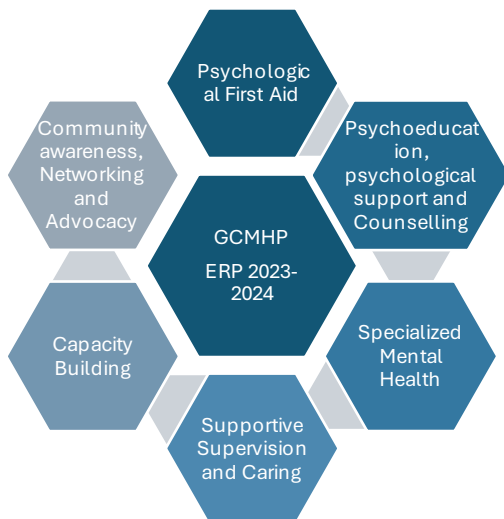 Psychologic
al First Aid
Psychoeducat
ion,
psychological
support and
Counselling
Specialized
Mental
Health
Supportive
Supervision
and Caring
Capacity
Building
Community
awareness,
Networking
and
Advocacy
GCMHP
ERP 2023-
2024